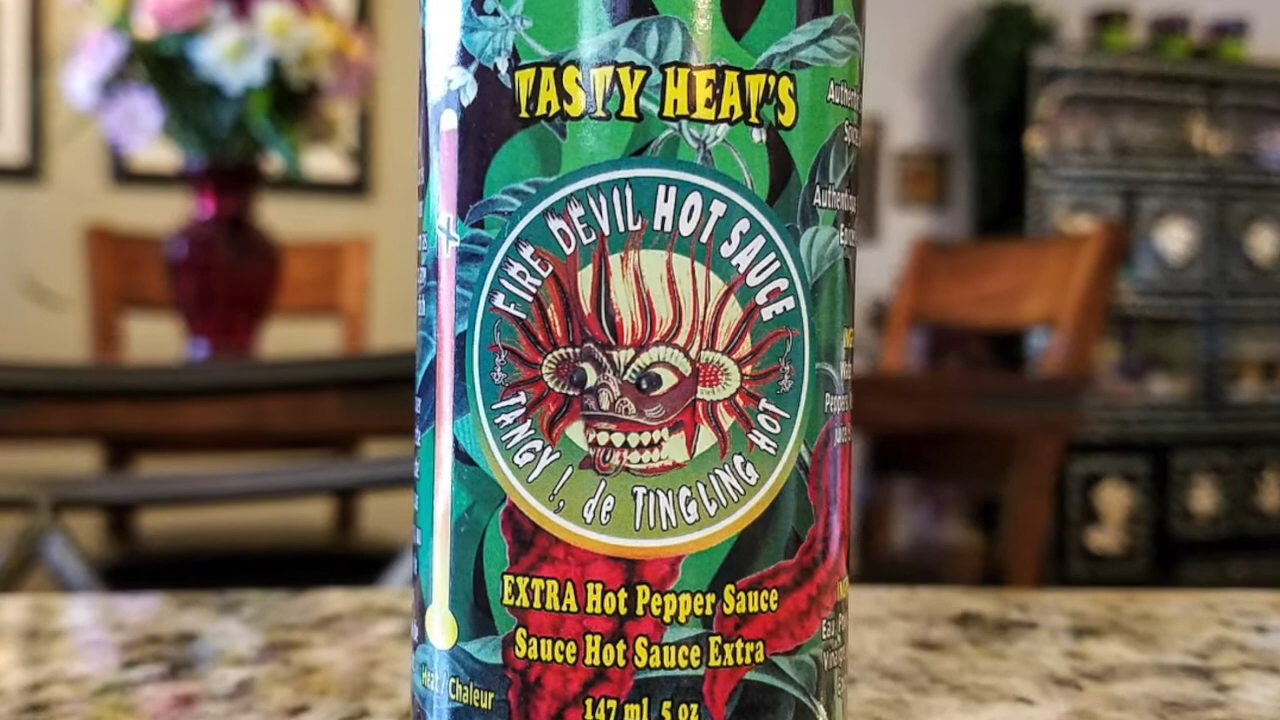 TASTY HEAT'S
FIRE DEVIL HOT SAUCE
TANGY!, de TINGLING HOT
EXTRA Hot Pepper Sauce
Sauce Hot Sauce Extra
147 ml 5 oz
Heat / Chaleur
Peppers